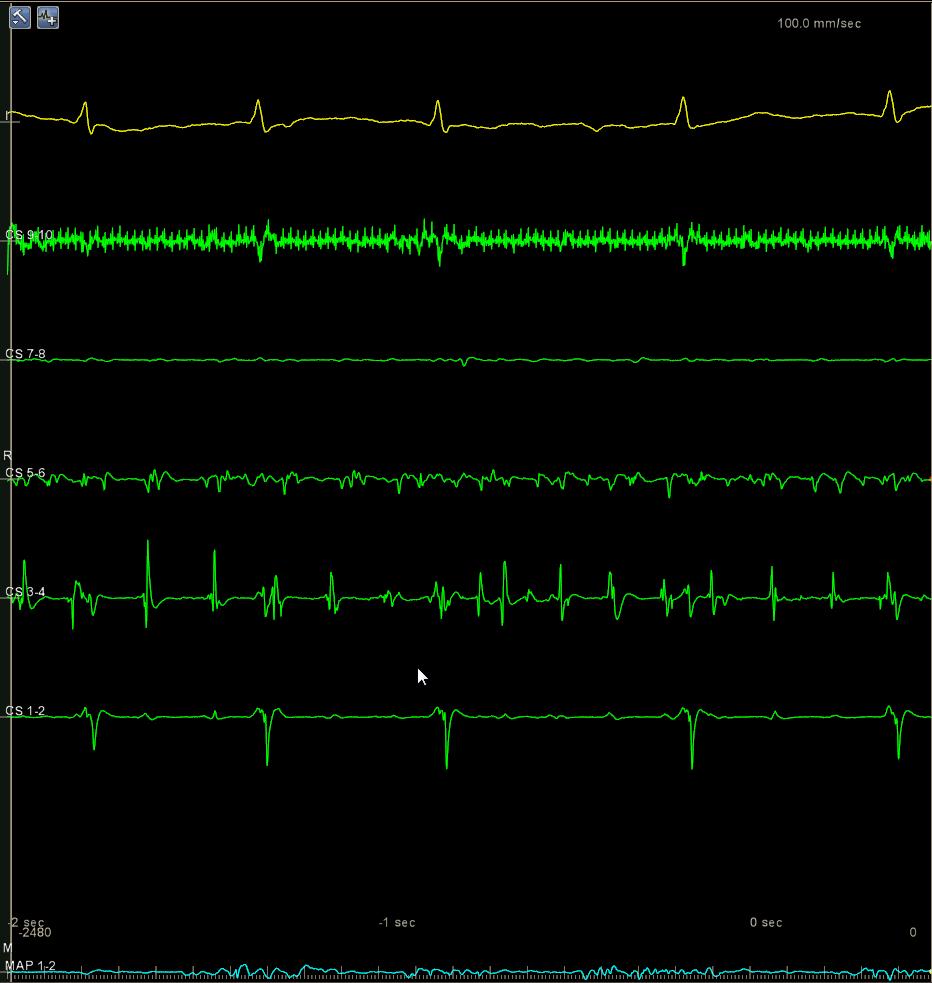 100.0 mm/sec
CS 9-10
CS 7-8
R
CS 5-6
CS 3-4
CS 1-2
-2 sec
-1 sec
0 sec
-2480
0
M
MAP 1-2